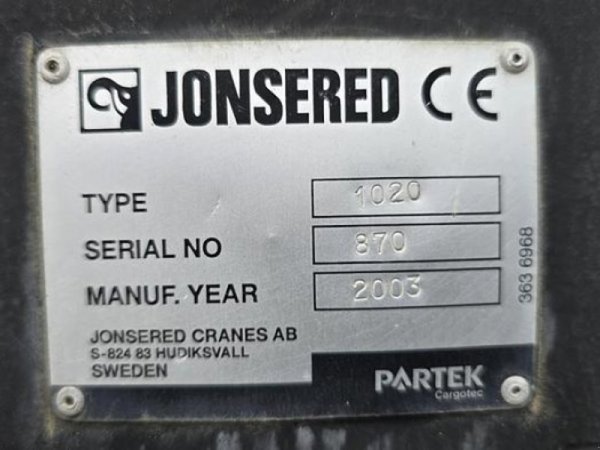 JONSERED CE
TYPE 1020
SERIAL NO 870
MANUF. YEAR 2003
363 6968
JONSERED CRANES AB
S-824 83 HUDIKSVALL
SWEDEN
PARTEK
Cargotec